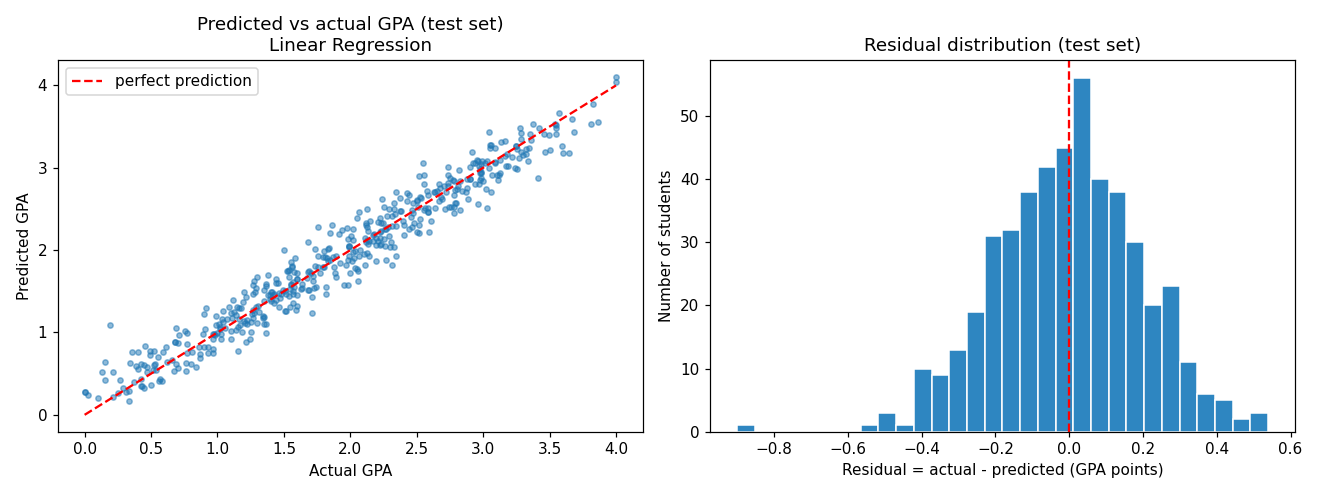 Predicted vs actual GPA (test set)
Linear Regression
perfect prediction
Predicted GPA
4
3
2
1
0
0.0 0.5 1.0 1.5 2.0 2.5 3.0 3.5 4.0
Actual GPA
Residual distribution (test set)
Number of students
50
40
30
20
10
0
−0.8 −0.6 −0.4 −0.2 0.0 0.2 0.4 0.6
Residual = actual - predicted (GPA points)